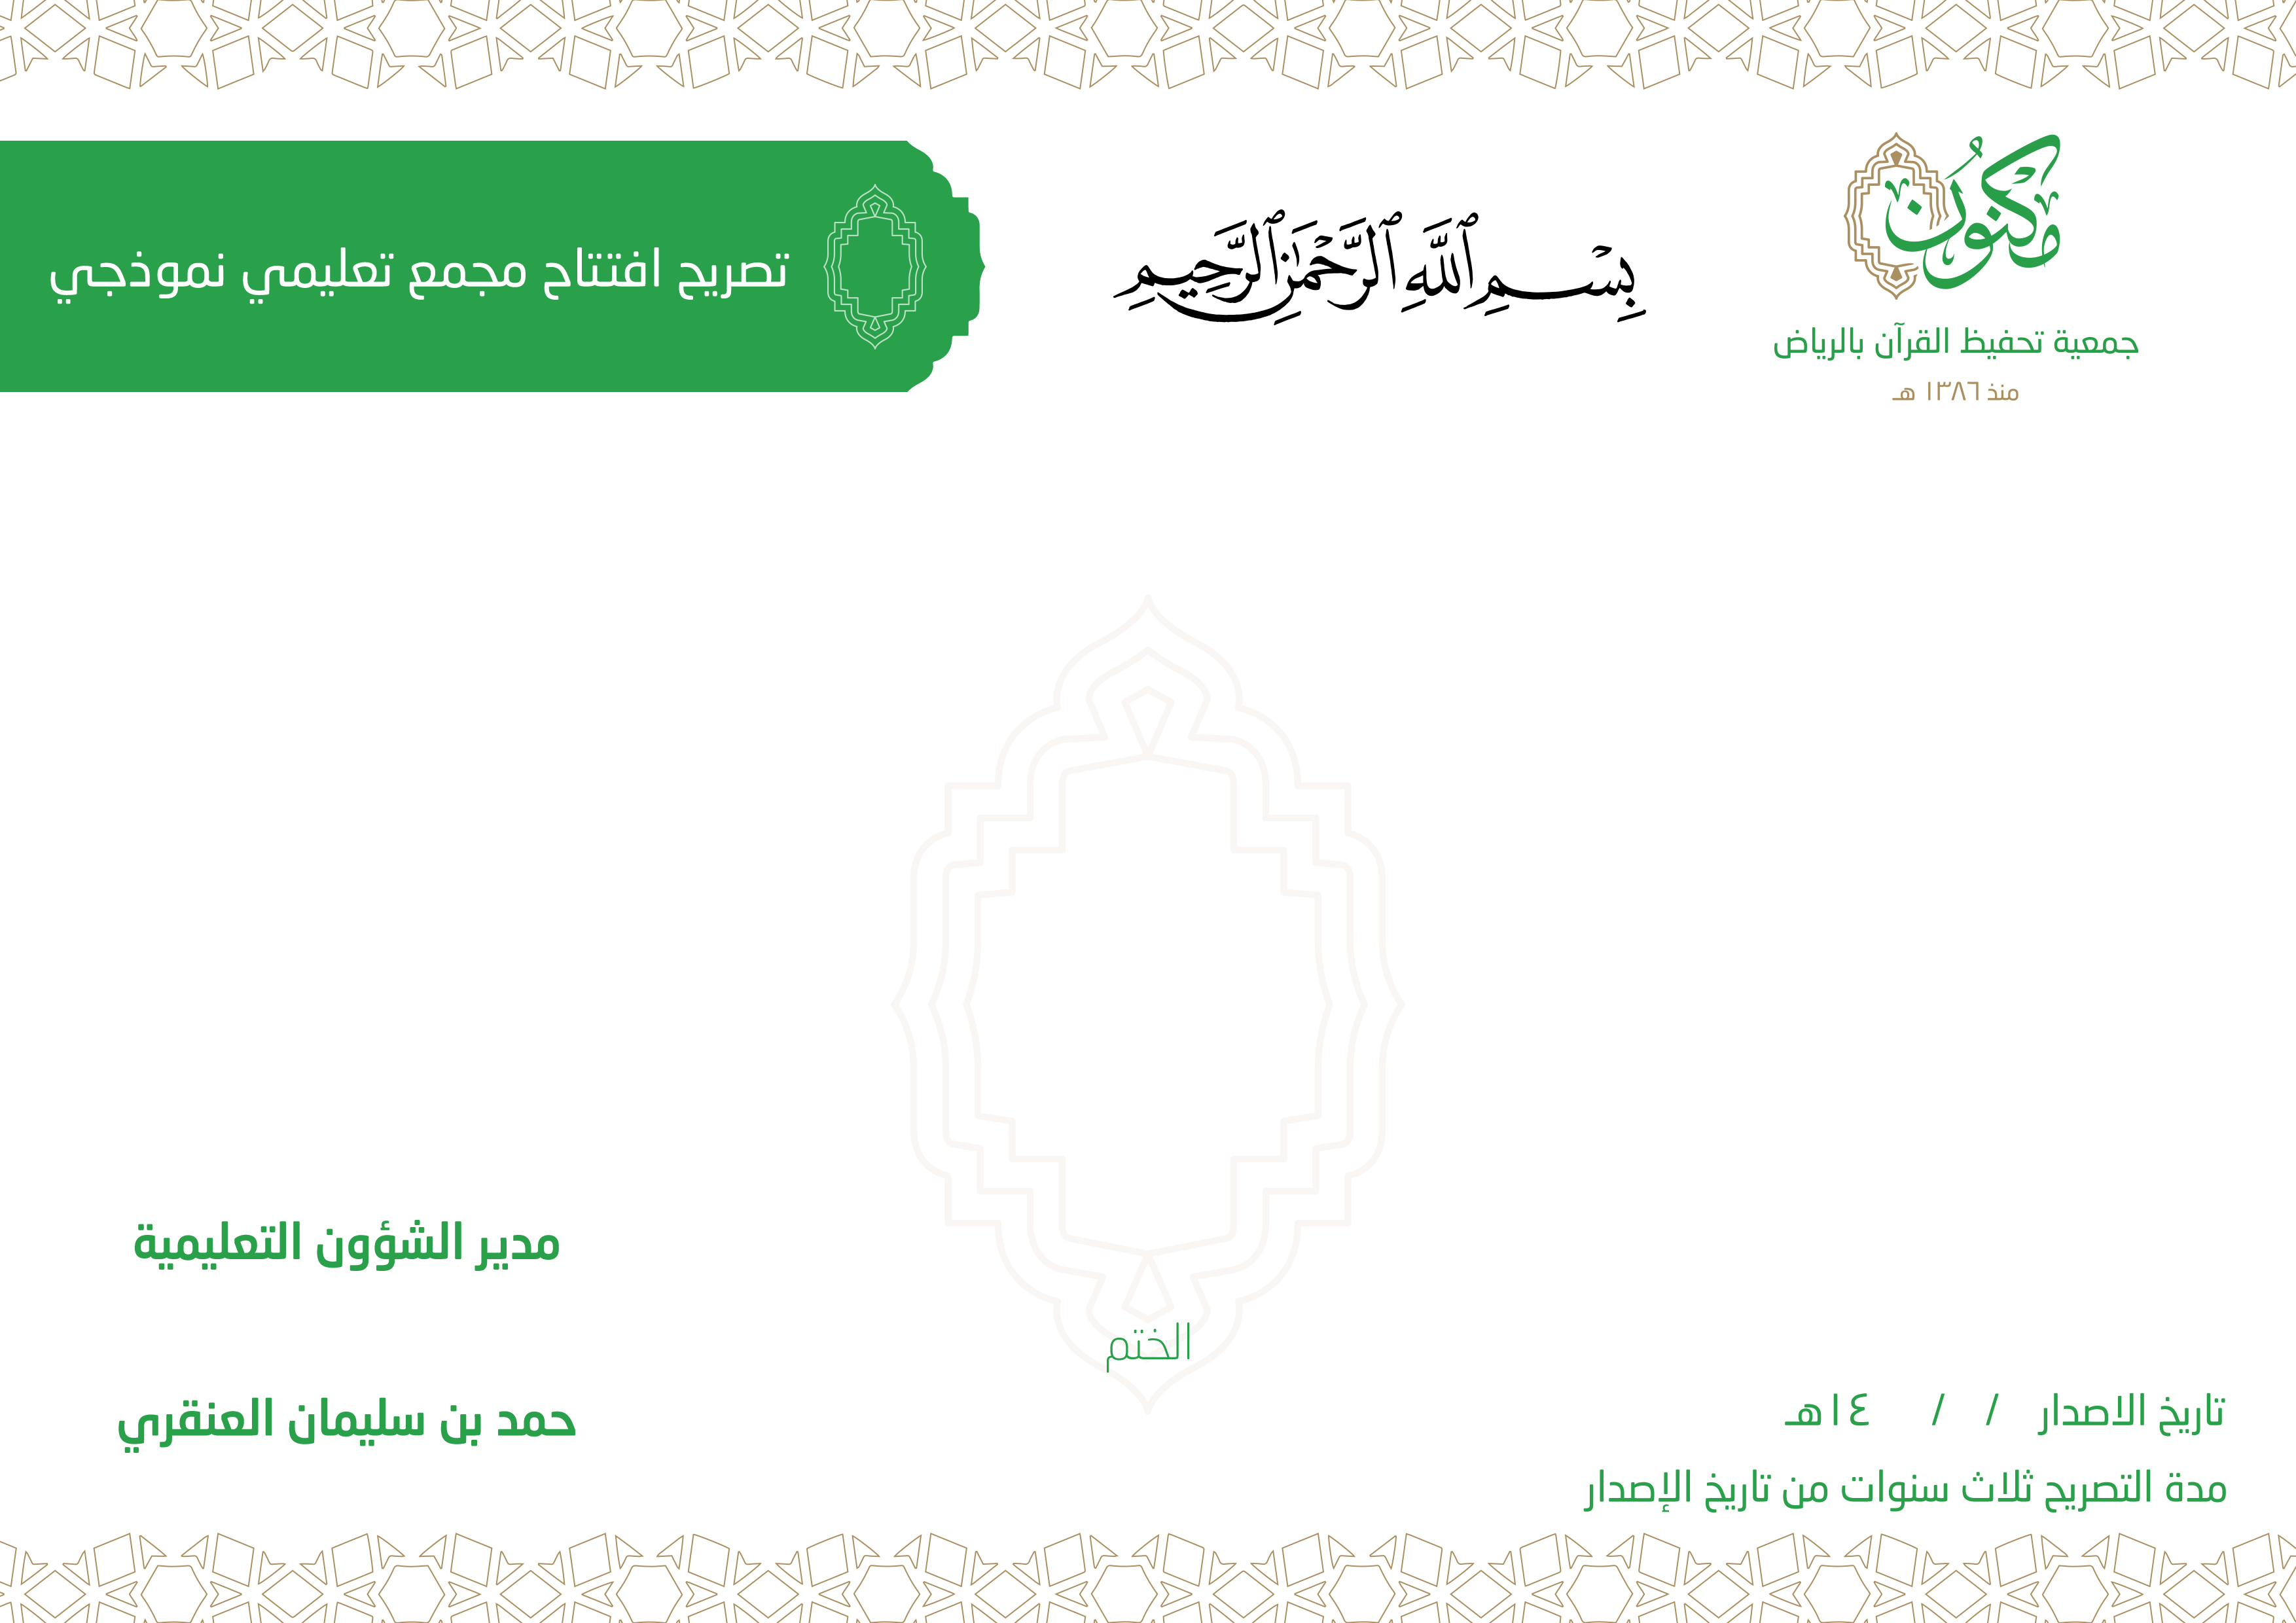 مكنون
جمعية تحفيظ القرآن بالرياض
منذ ١٣٨٦ هـ
بِسْمِ ٱللَّهِ ٱلرَّحْمَٰنِ ٱلرَّحِيمِ
تصريح افتتاح مجمع تعليمي نموذجي
مدير الشؤون التعليمية
حمد بن سليمان العنقري
الختم
تاريخ الاصدار / / ١٤هـ
مدة التصريح ثلاث سنوات من تاريخ الإصدار